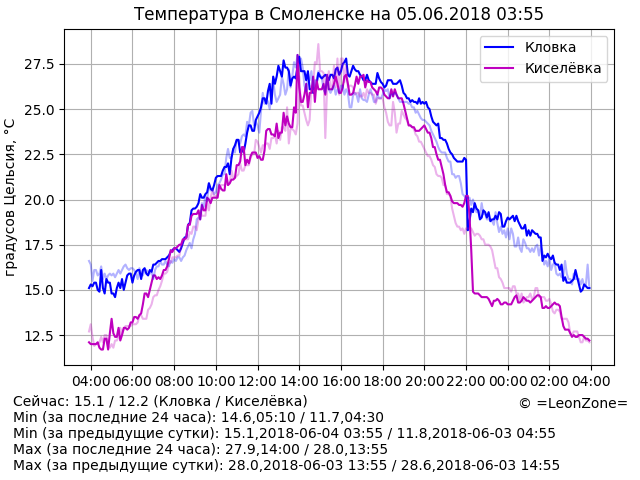 Температура в Смоленске на 05.06.2018 03:55
Кловка
Киселёвка
градусов Цельсия, °C
27.5
25.0
22.5
20.0
17.5
15.0
12.5
04:00 06:00 08:00 10:00 12:00 14:00 16:00 18:00 20:00 22:00 00:00 02:00 04:00
Сейчас: 15.1 / 12.2 (Кловка / Киселёвка)
© =LeonZone=
Min (за последние 24 часа): 14.6,05:10 / 11.7,04:30
Min (за предыдущие сутки): 15.1,2018-06-04 03:55 / 11.8,2018-06-03 04:55
Max (за последние 24 часа): 27.9,14:00 / 28.0,13:55
Max (за предыдущие сутки): 28.0,2018-06-03 13:55 / 28.6,2018-06-03 14:55